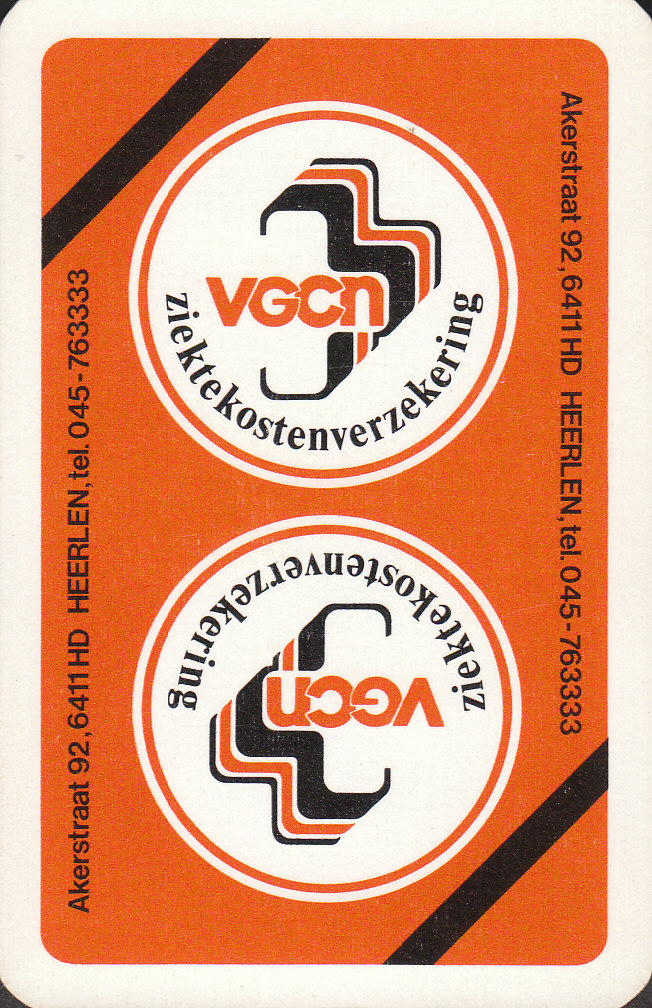 VGCN
ziektekostenverzekering
Akerstraat 92, 6411 HD HEERLEN, tel. 045-763333
Akerstraat 92, 6411 HD HEERLEN, tel. 045-763333
VGCN
ziektekostenverzekering